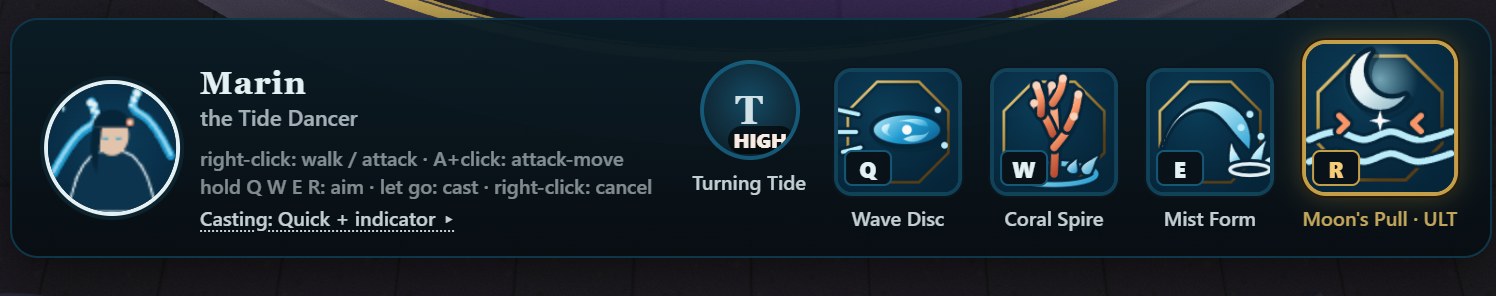 Marin
the Tide Dancer
right-click: walk / attack · A+click: attack-move
hold Q W E R: aim · let go: cast · right-click: cancel
Casting: Quick + indicator ▸
T
HIGH
Turning Tide
Q
Wave Disc
W
Coral Spire
E
Mist Form
R
Moon's Pull · ULT